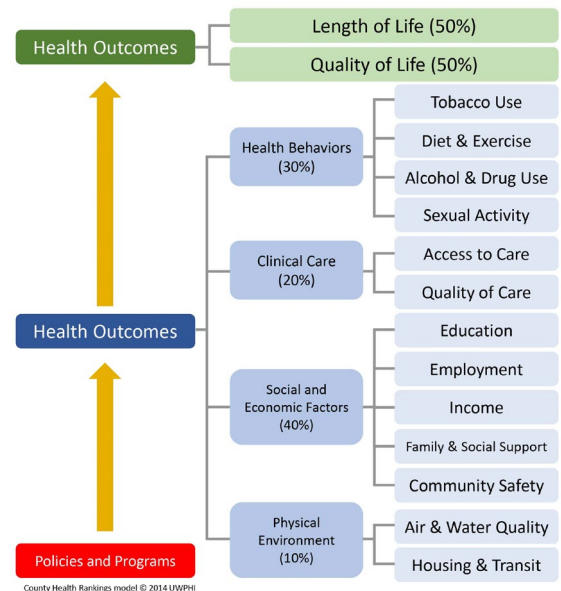 Health Outcomes
Length of Life (50%)
Quality of Life (50%)
Health Outcomes
Health Behaviors
(30%)
Tobacco Use
Diet & Exercise
Alcohol & Drug Use
Sexual Activity
Clinical Care
(20%)
Access to Care
Quality of Care
Social and
Economic Factors
(40%)
Education
Employment
Income
Family & Social Support
Community Safety
Physical
Environment
(10%)
Air & Water Quality
Housing & Transit
Policies and Programs
County Health Rankings model © 2014 UWPHI